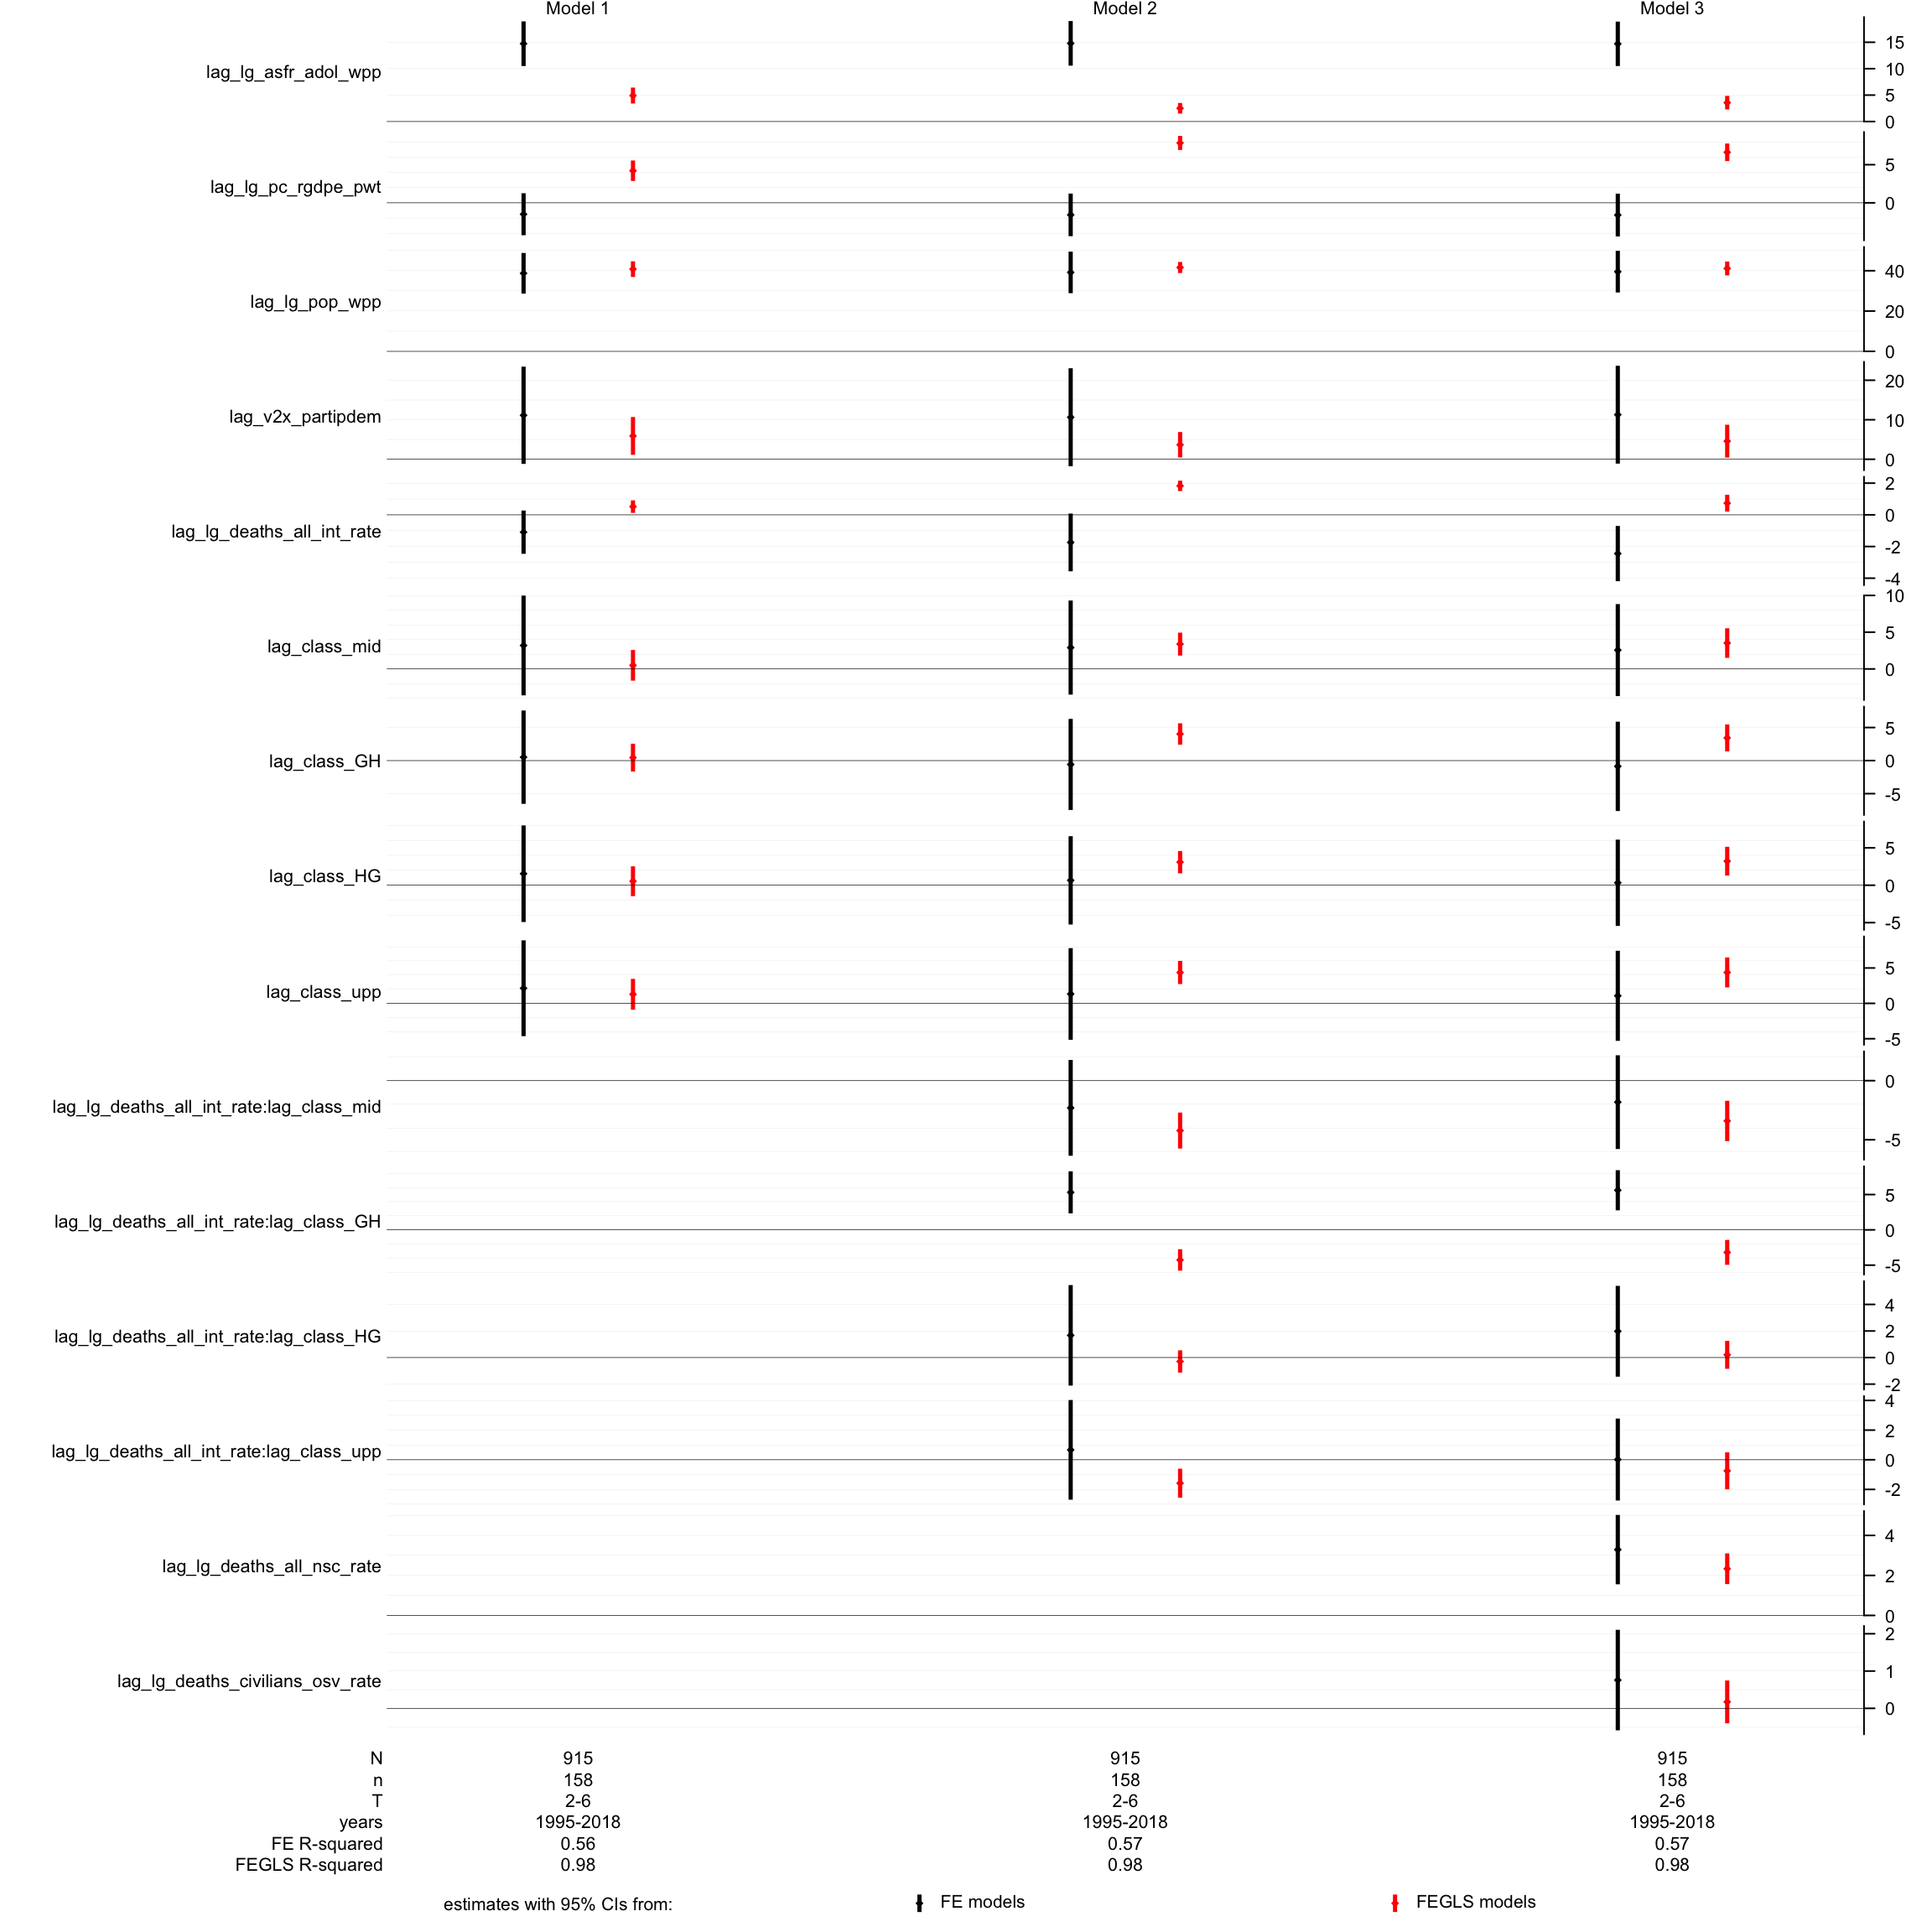 Model 1 Model 2 Model 3
lag_lg_asfr_adol_wpp 15 10 5 0
lag_lg_pc_rgdpe_pwt 5 0
lag_lg_pop_wpp 40 20 0
lag_v2x_partipdem 20 10 0
lag_lg_deaths_all_int_rate 2 0 -2 -4
lag_class_mid 10 5 0
lag_class_GH 5 0 -5
lag_class_HG 5 0 -5
lag_class_upp 5 0 -5
lag_lg_deaths_all_int_rate:lag_class_mid 0 -5
lag_lg_deaths_all_int_rate:lag_class_GH 5 0 -5
lag_lg_deaths_all_int_rate:lag_class_HG 4 2 0 -2
lag_lg_deaths_all_int_rate:lag_class_upp 4 2 0 -2
lag_lg_deaths_all_nsc_rate 4 2 0
lag_lg_deaths_civilians_osv_rate 2 1 0
N 915 915 915
n 158 158 158
T 2-6 2-6 2-6
years 1995-2018 1995-2018 1995-2018
FE R-squared 0.56 0.57 0.57
FEGLS R-squared 0.98 0.98 0.98
estimates with 95% CIs from: FE models FEGLS models